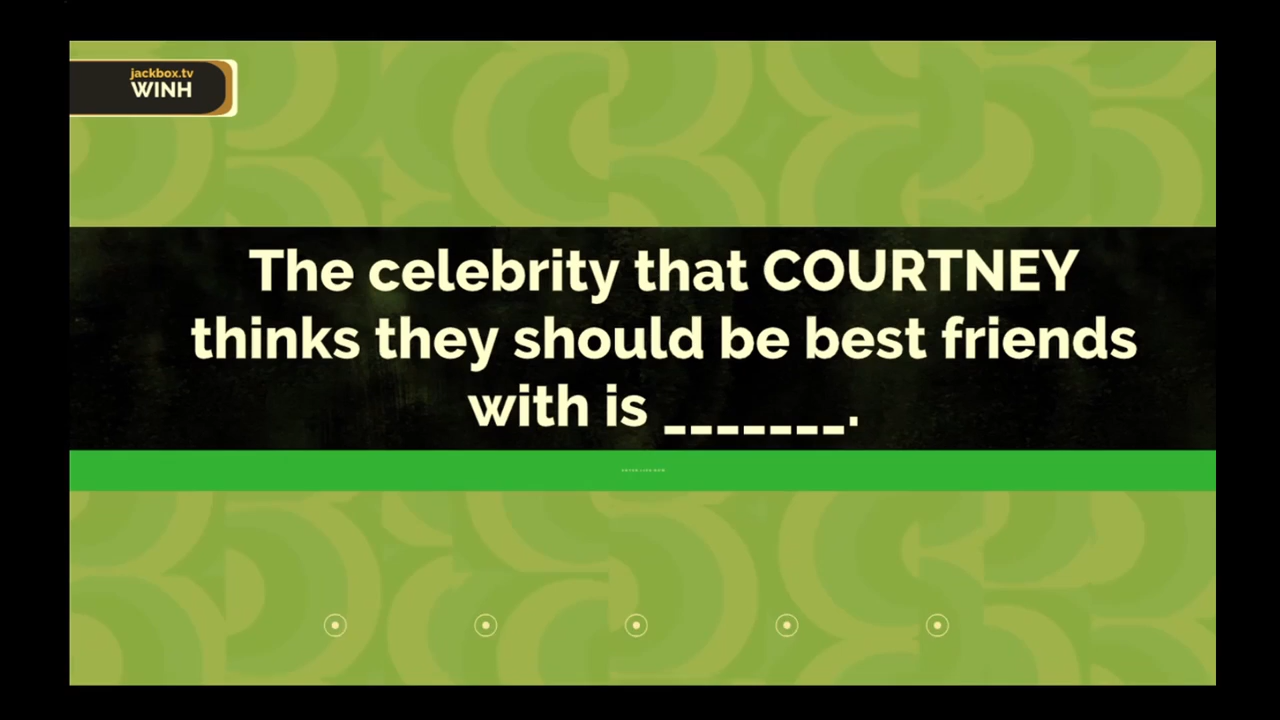 jackbox.tv
WINH
The celebrity that COURTNEY
thinks they should be best friends
with is _______.